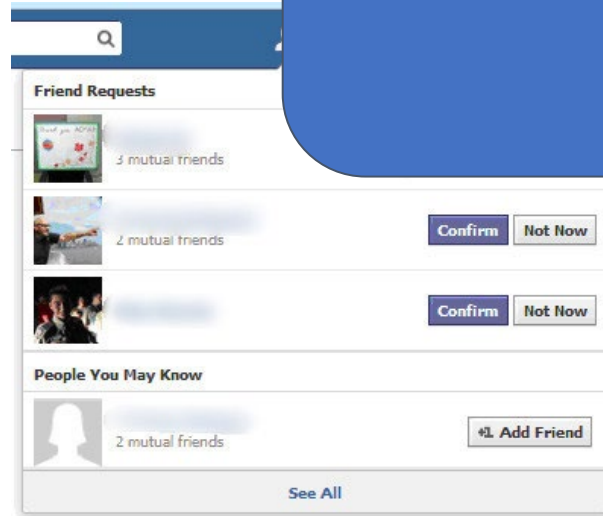 Friend Requests
3 mutual friends
2 mutual friends
Confirm Not Now
Confirm Not Now
People You May Know
2 mutual friends
+1 Add Friend
See All